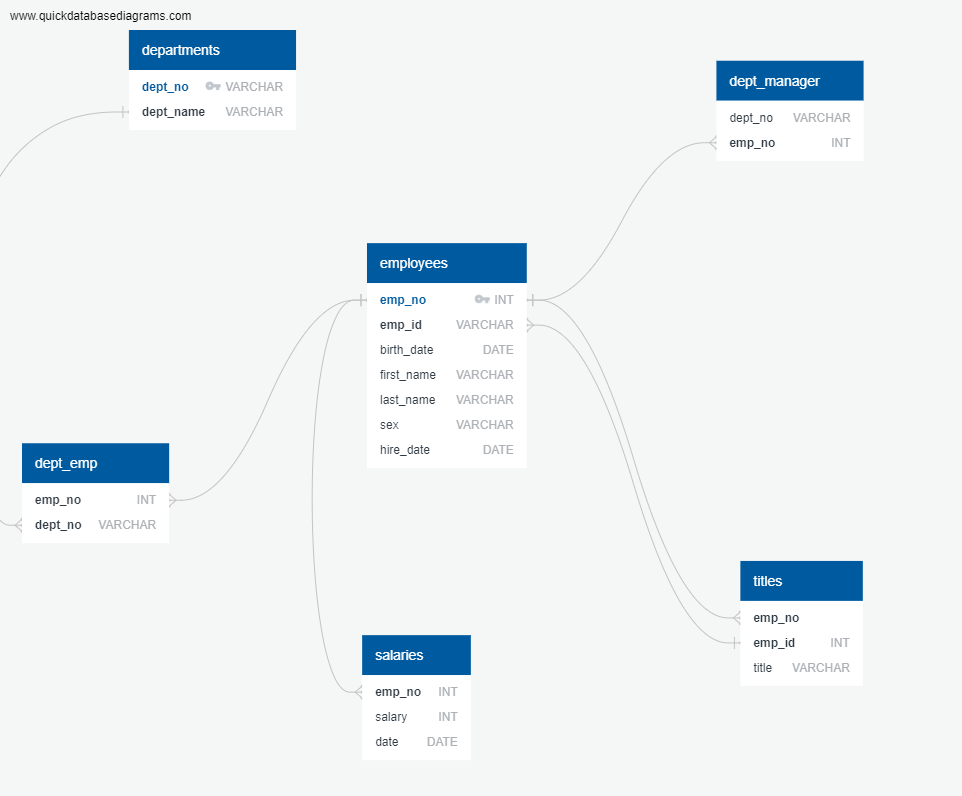 www.quickdatabasediagrams.com
departments
dept_no VARCHAR
dept_name VARCHAR
dept_manager
dept_no VARCHAR
emp_no INT
employees
emp_no INT
emp_id VARCHAR
birth_date DATE
first_name VARCHAR
last_name VARCHAR
sex VARCHAR
hire_date DATE
dept_emp
emp_no INT
dept_no VARCHAR
titles
emp_no
emp_id INT
title VARCHAR
salaries
emp_no INT
salary INT
date DATE